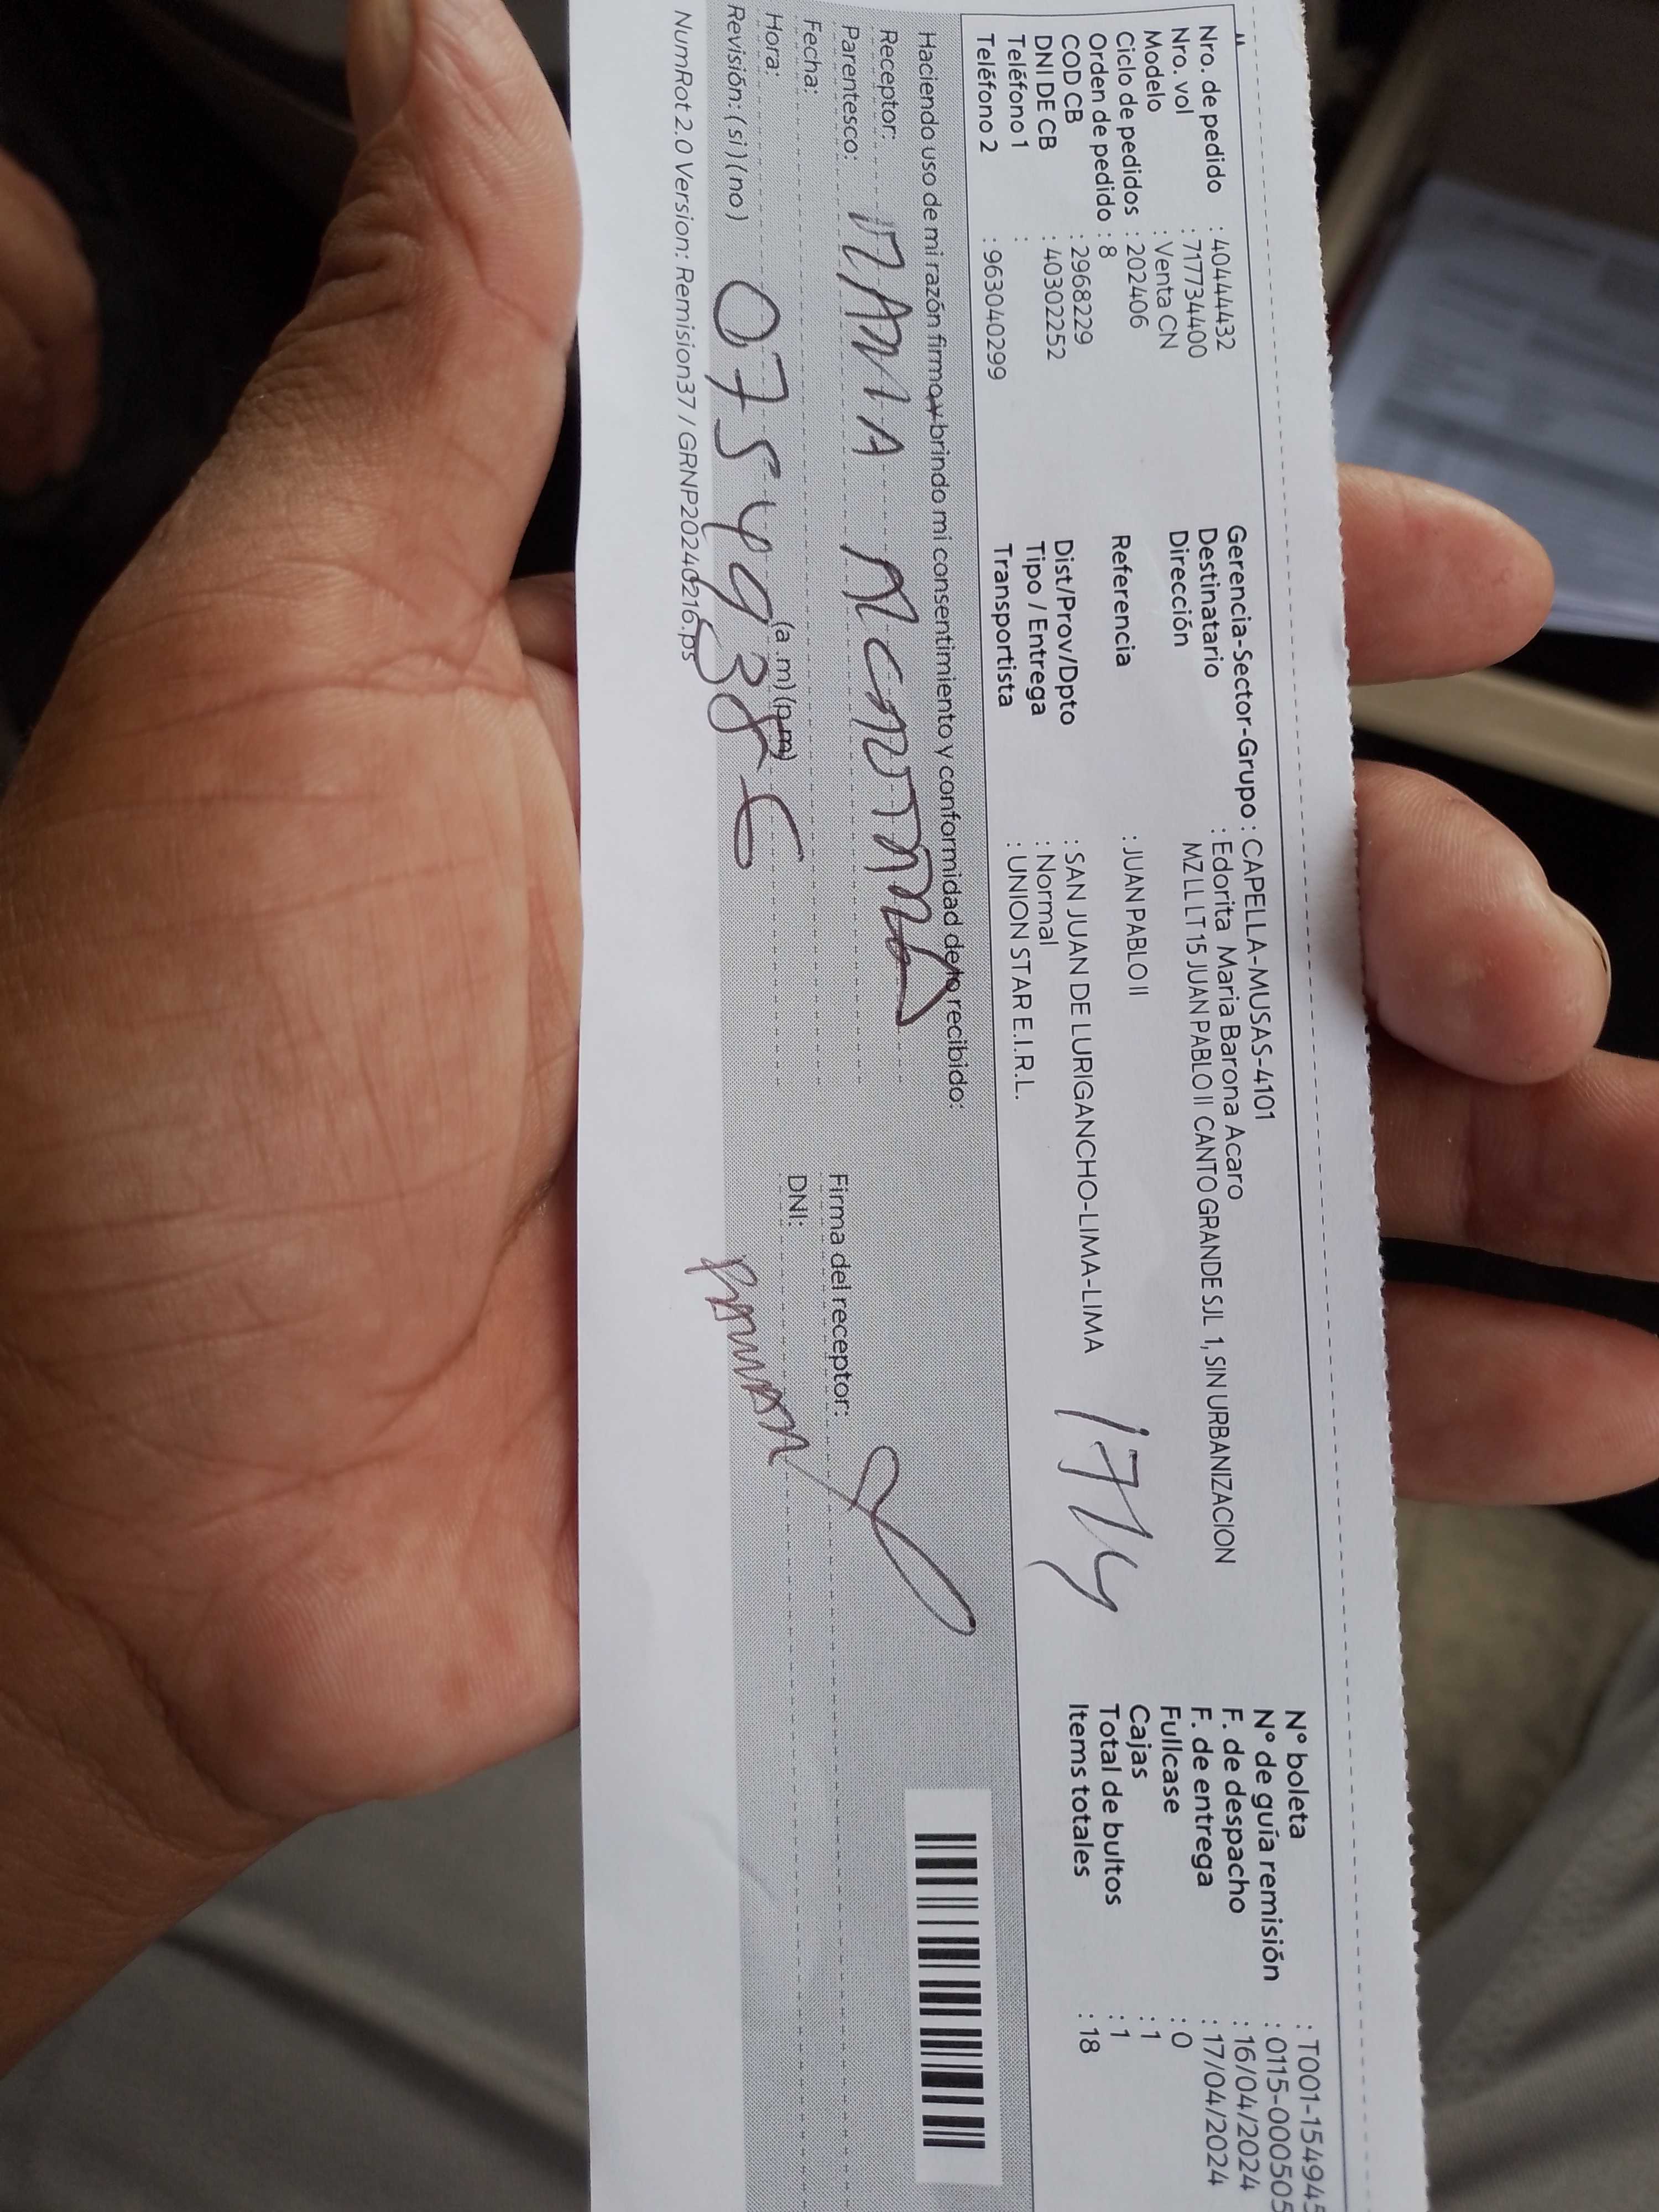 Nro. de pedido : 40444432
Nro. vol : 717734400
Modelo : Venta CN
Ciclo de pedidos : 202406
Orden de pedido : 8
COD CB : 29682229
DNI DE CB : 40302252
Teléfono 1 :
Teléfono 2 : 963040299
Gerencia-Sector-Grupo : CAPELLA-MUSAS-4101
Destinatario : Edorita Maria Barona Acaro
Dirección MZ LL LT 15 JUAN PABLO II CANTO GRANDE SJL 1, SIN URBANIZACION
Referencia : JUAN PABLO II
Dist/Prov/Dpto : SAN JUAN DE LURIGANCHO-LIMA-LIMA
Tipo / Entrega : Normal
Transportista : UNION STAR E.I.R.L.
1714
N° boleta : T001-154945
N° de guía remisión : 0115-000505
F. de despacho : 16/04/2024
F. de entrega : 17/04/2024
Fullcase : 0
Cajas : 1
Total de bultos : 1
Items totales : 18
Haciendo uso de mi razón firmo y brindo mi consentimiento y conformidad de lo recibido:
Receptor:
Parentesco:
Fecha:
Hora: (a.m) (p.m)
Revisión: (si) (no)
Firma del receptor:
DNI:
NumRot 2.0 Version: Remision37 / GRNP20240216.ps